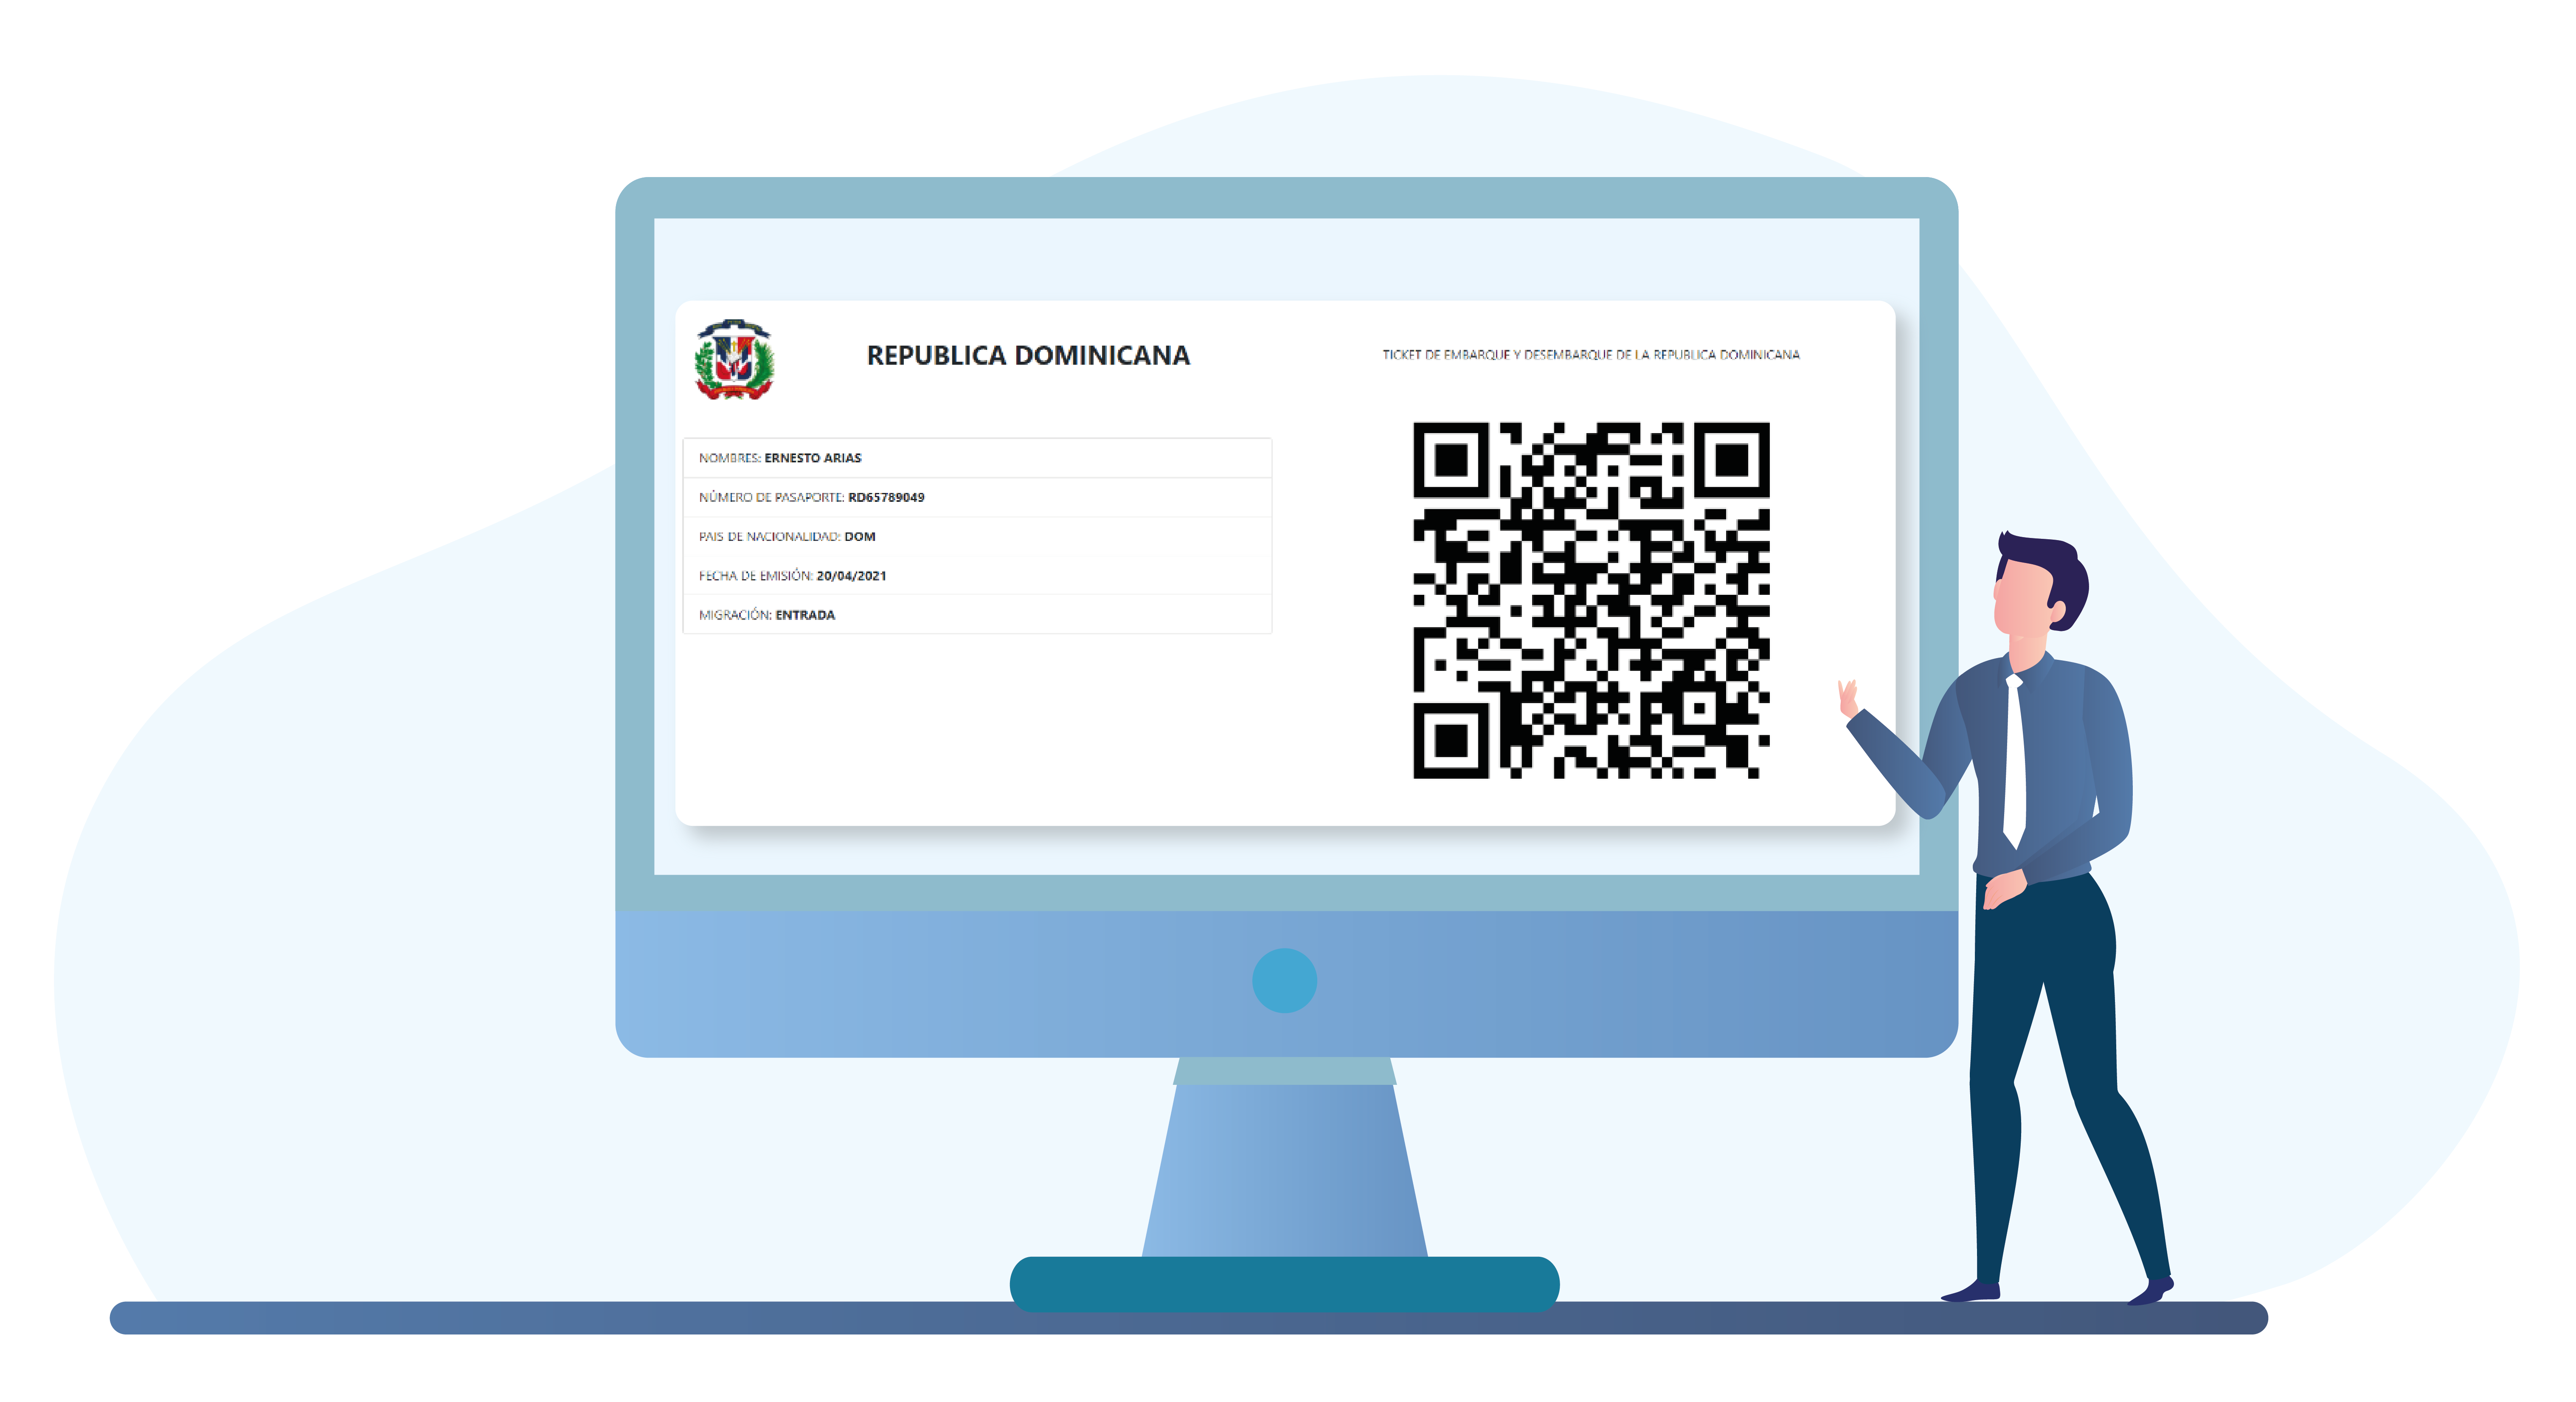 REPUBLICA DOMINICANA
TICKET DE EMBARQUE Y DESEMBARQUE DE LA REPUBLICA DOMINICANA
NOMBRES: ERNESTO ARIAS
NÚMERO DE PASAPORTE: RD65789049
PAIS DE NACIONALIDAD: DOM
FECHA DE EMISIÓN: 20/04/2021
MIGRACIÓN: ENTRADA